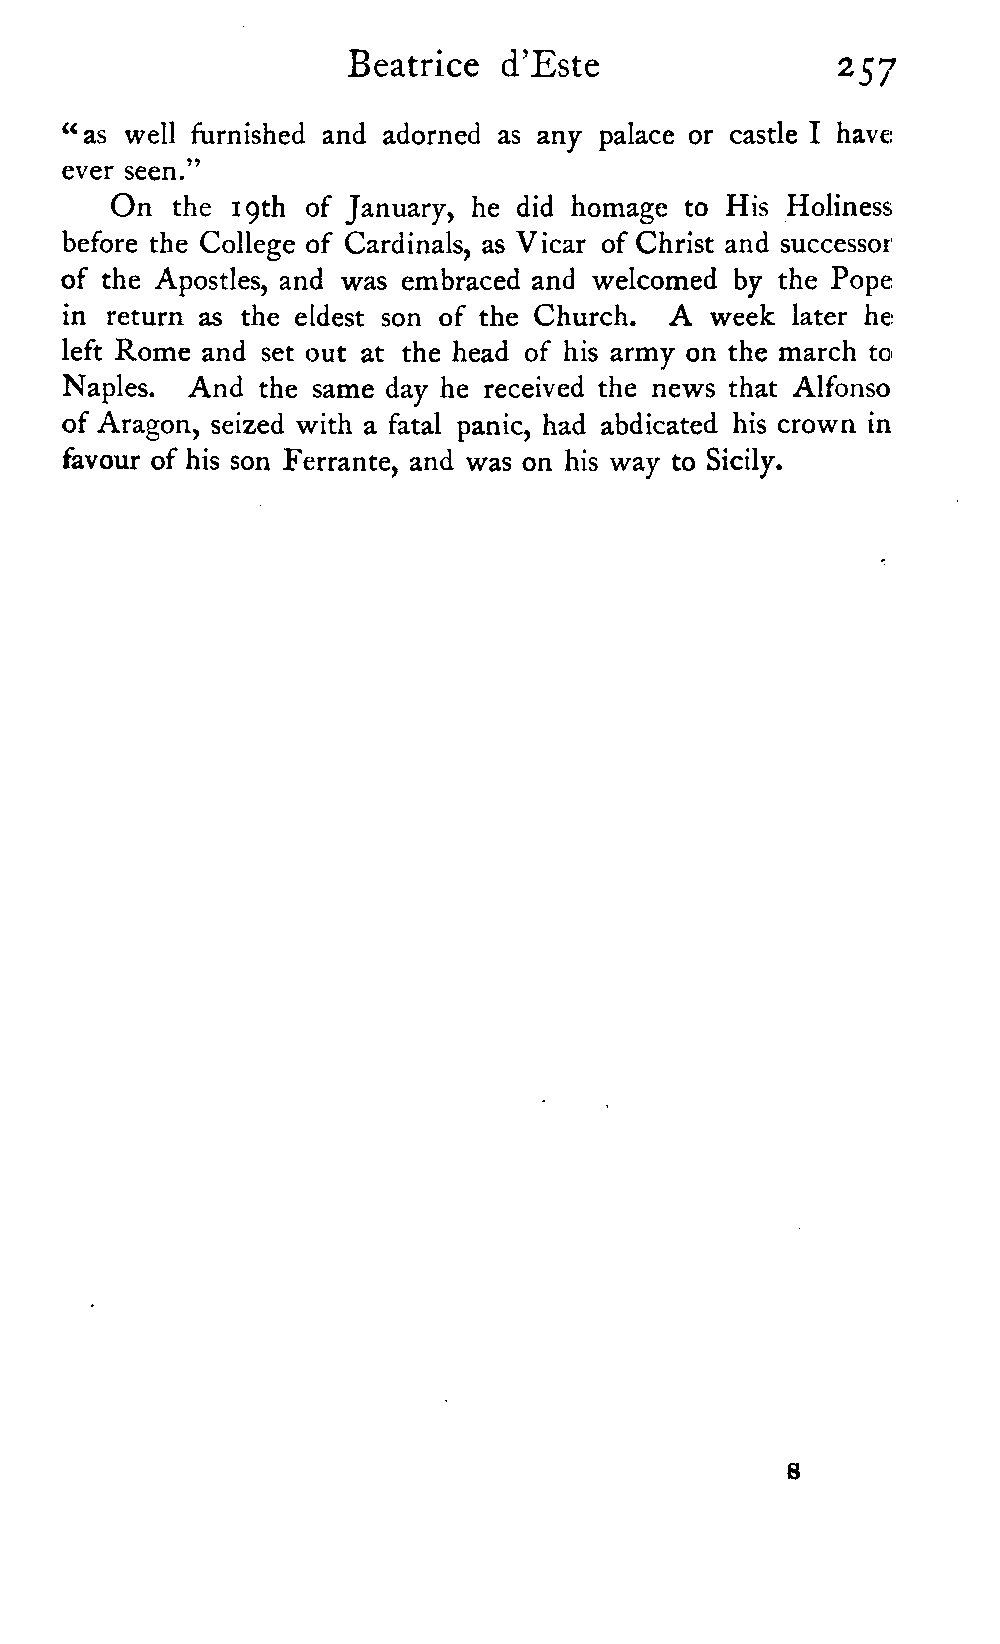 Beatrice d'Este 257
"as well furnished and adorned as any palace or castle I have
ever seen."
On the 19th of January, he did homage to His Holiness
before the College of Cardinals, as Vicar of Christ and successor
of the Apostles, and was embraced and welcomed by the Pope
in return as the eldest son of the Church. A week later he
left Rome and set out at the head of his army on the march to
Naples. And the same day he received the news that Alfonso
of Aragon, seized with a fatal panic, had abdicated his crown in
favour of his son Ferrante, and was on his way to Sicily.
S